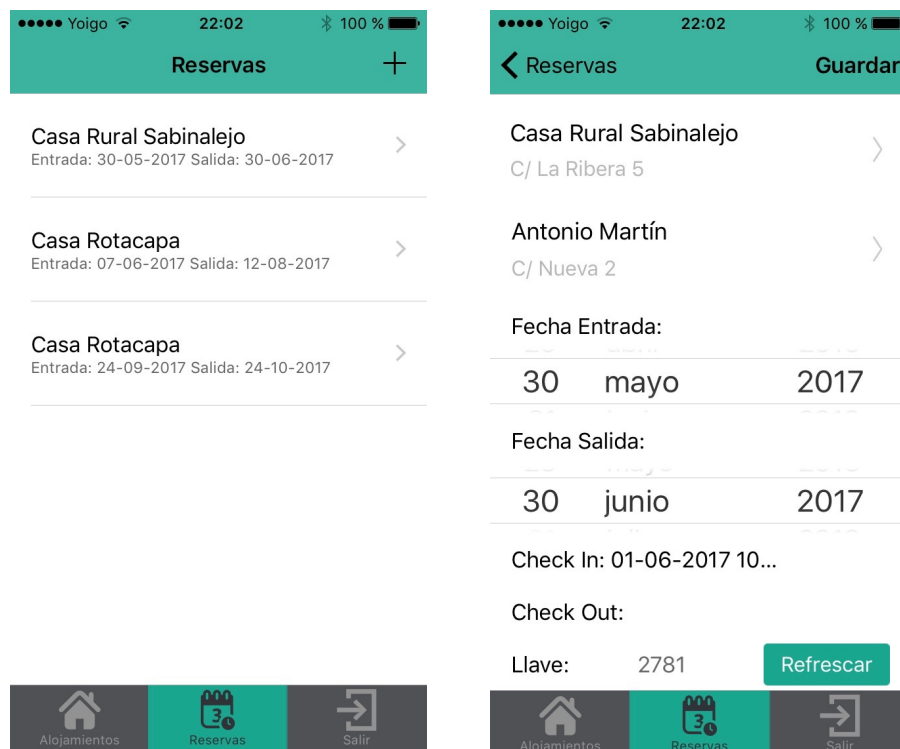 Yoigo 22:02 100 %
Reservas +
Casa Rural Sabinalejo
Entrada: 30-05-2017 Salida: 30-06-2017
Casa Rotacapa
Entrada: 07-06-2017 Salida: 12-08-2017
Casa Rotacapa
Entrada: 24-09-2017 Salida: 24-10-2017
Alojamientos 3 Reservas Salir
Yoigo 22:02 100 %
Reservas Guardar
Casa Rural Sabinalejo
C/ La Ribera 5
Antonio Martín
C/ Nueva 2
Fecha Entrada:
30 mayo 2017
Fecha Salida:
30 junio 2017
Check In: 01-06-2017 10...
Check Out:
Llave: 2781 Refrescar
3
Alojamientos Reservas Salir